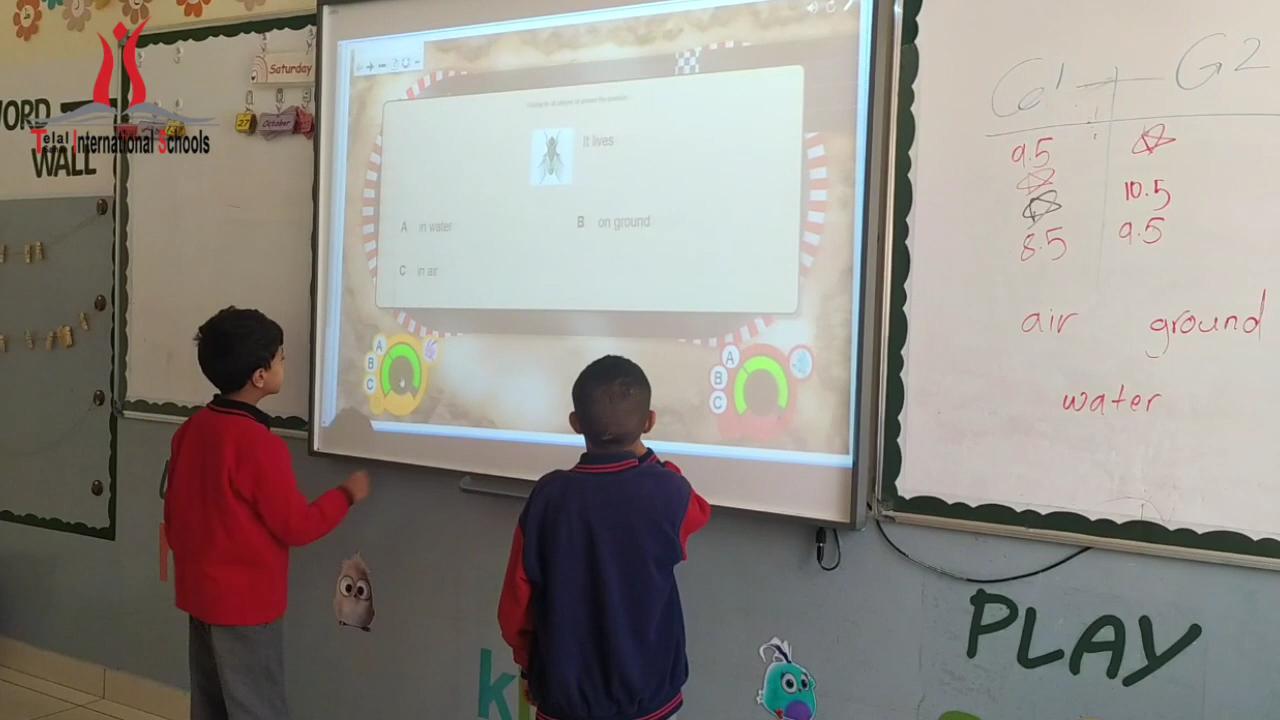 WORD
WALL
Saturday
27
October
Telal International Schools
It lives
A in water
B on ground
C in air
A
B
C
A
B
C
G1
G2
9.5
8.5
10.5
9.5
air
ground
water
PLAY